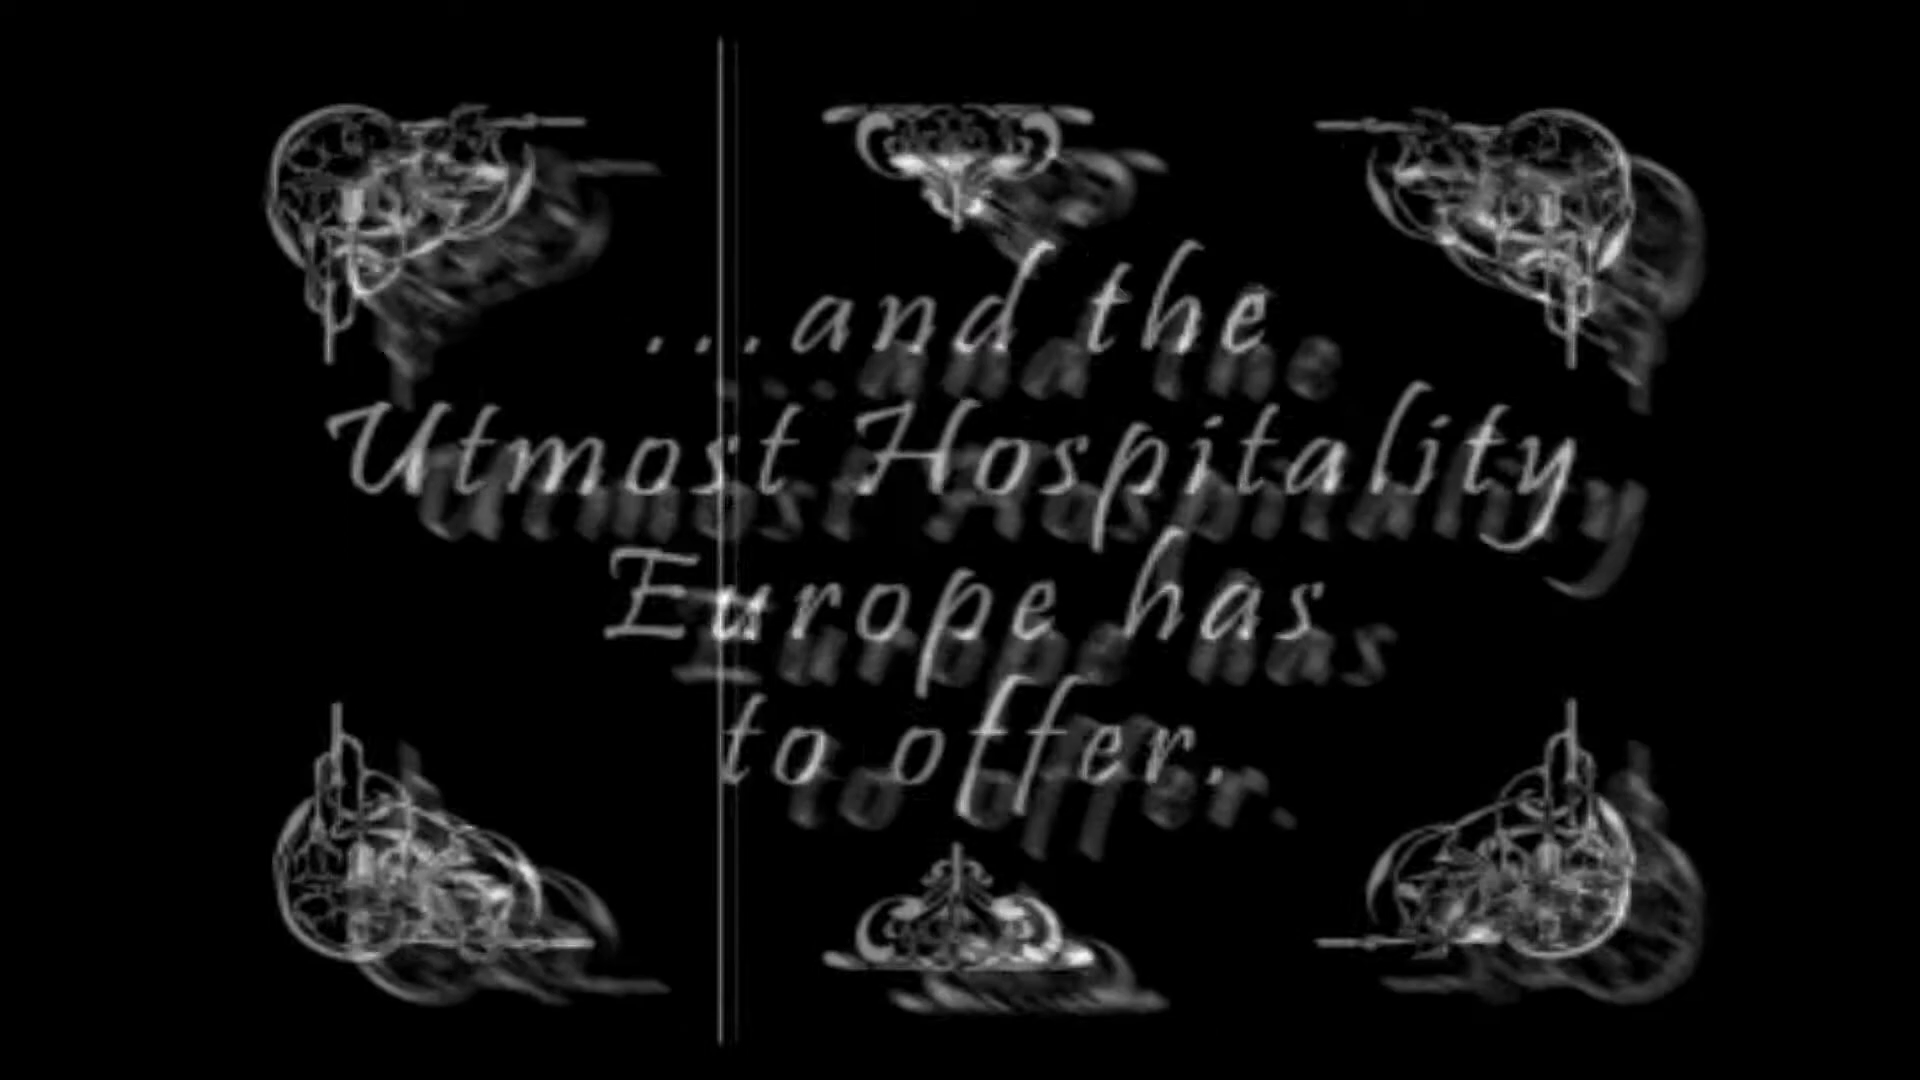 ...and the
Utmost Hospitality
Europe has
to offer.